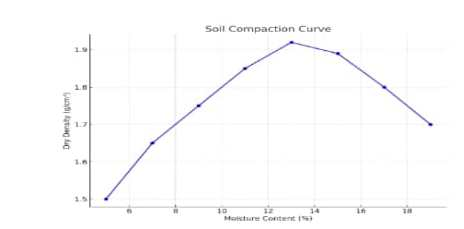 Soil Compaction Curve
1.9
1.8
1.7
1.6
1.5
Dry Density (g/cm³)
6 8 10 12 14 16 18
Moisture Content (%)